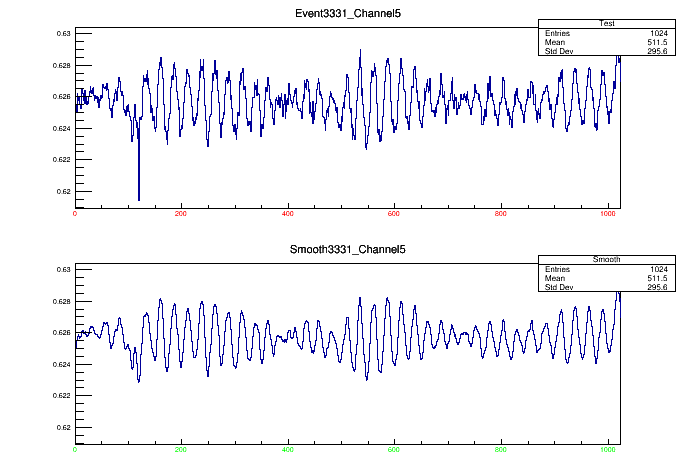 Event3331_Channel5
Test
Entries 1024
Mean 511.5
Std Dev 295.6
0.63
0.628
0.626
0.624
0.622
0.62
0 200 400 600 800 1000
Smooth3331_Channel5
Smooth
Entries 1024
Mean 511.5
Std Dev 295.6
0.63
0.628
0.626
0.624
0.622
0.62
0 200 400 600 800 1000